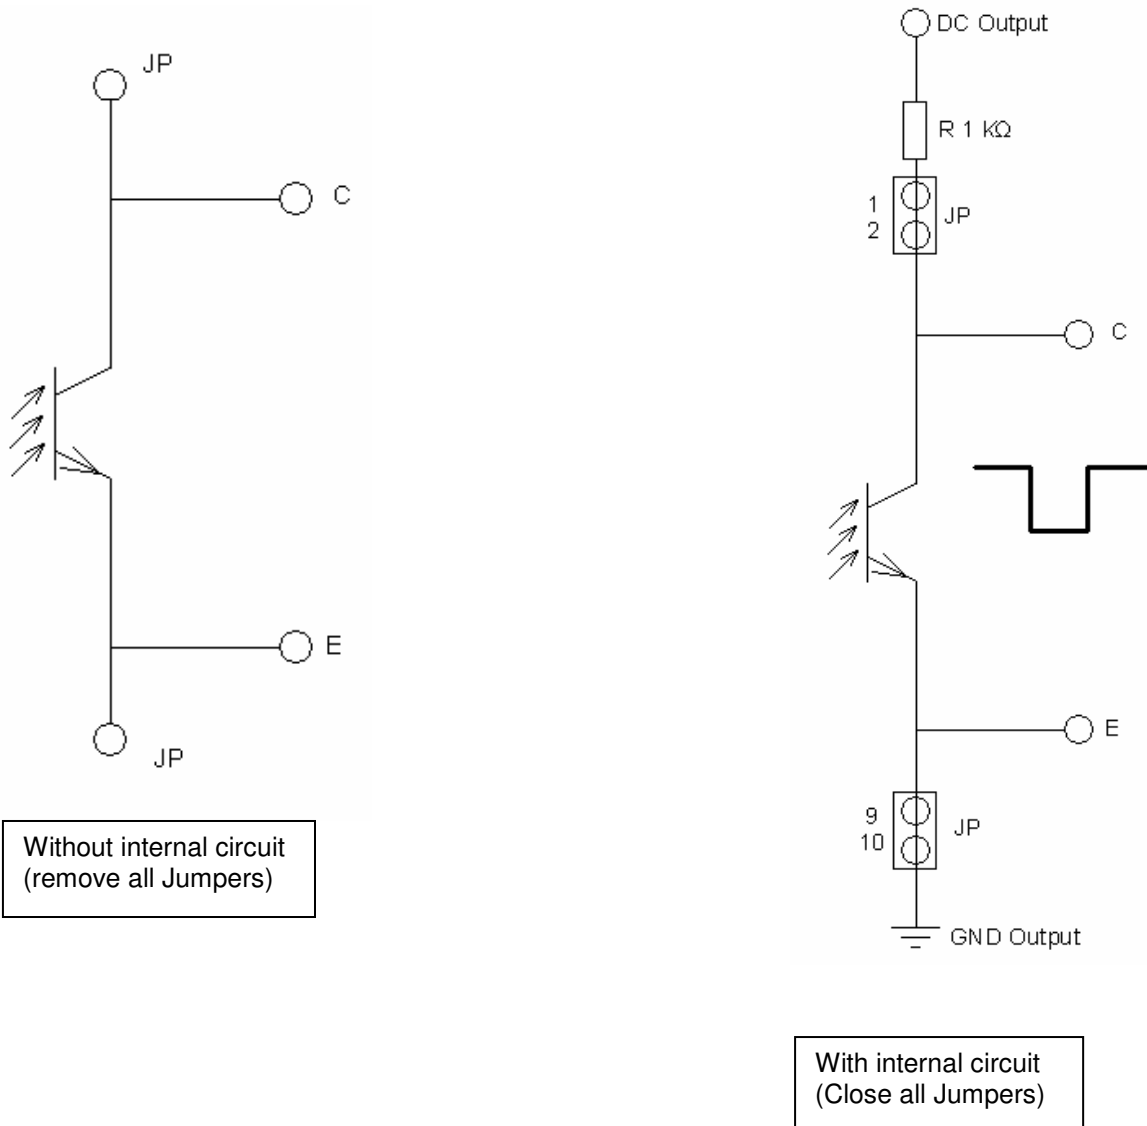 JP
C
E
JP
Without internal circuit
(remove all Jumpers)
DC Output
R 1 kΩ
1
2
JP
C
E
9
10
JP
GND Output
With internal circuit
(Close all Jumpers)